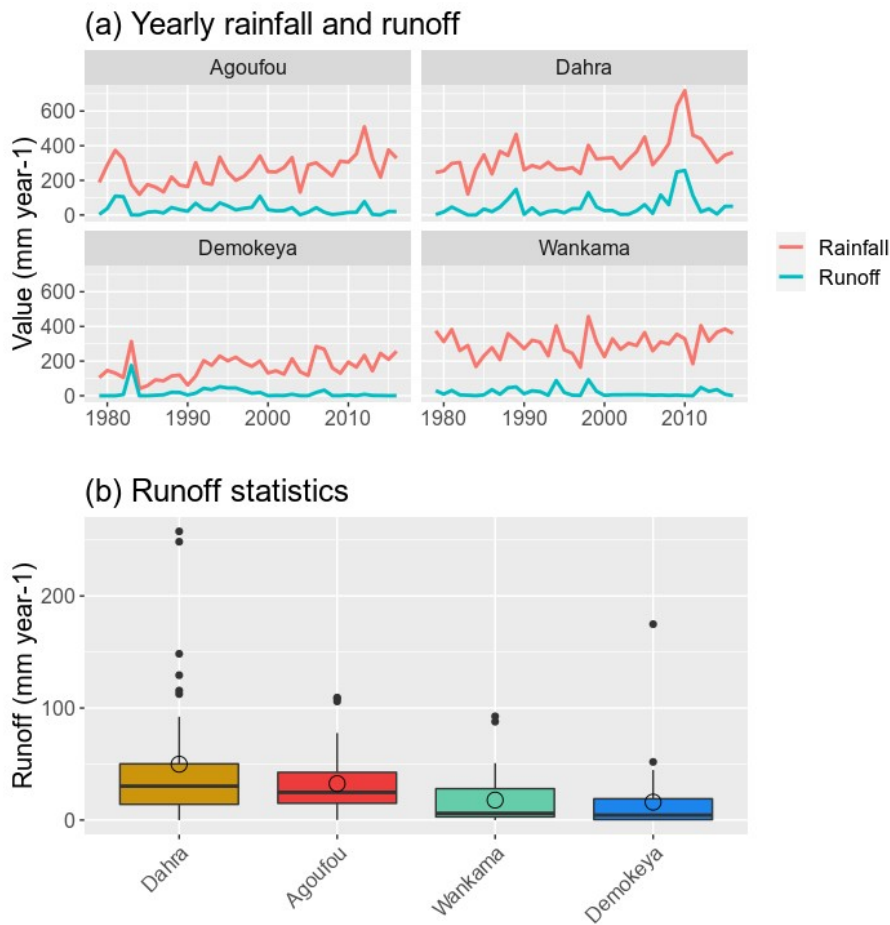 (a) Yearly rainfall and runoff
Agoufou
Dahra
600
400
200
0
Demokeya
Wankama
600
400
200
0
1980
1990
2000
2010
1980
1990
2000
2010
Value (mm year-1)
Rainfall
Runoff
(b) Runoff statistics
200
100
0
Runoff (mm year-1)
Dahra
Agoufou
Wankama
Demokeya